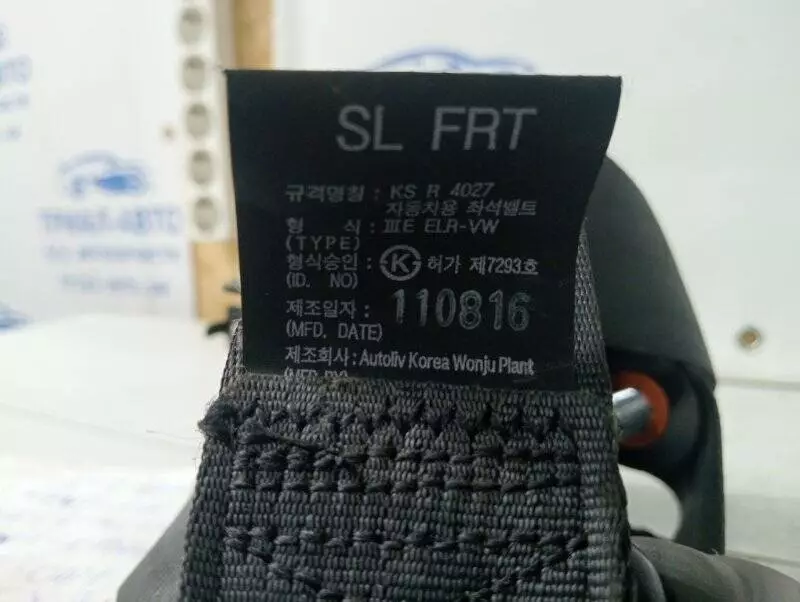 SL FRT
규격명칭 : KS R 4027
자동차용 좌석벨트
형 식 : ⅢE ELR-VW
(TYPE)
형식승인 : K 허가 제7293호
(ID. NO)
제조일자 : 110816
(MFD. DATE)
제조회사 : Autoliv Korea Wonju Plant